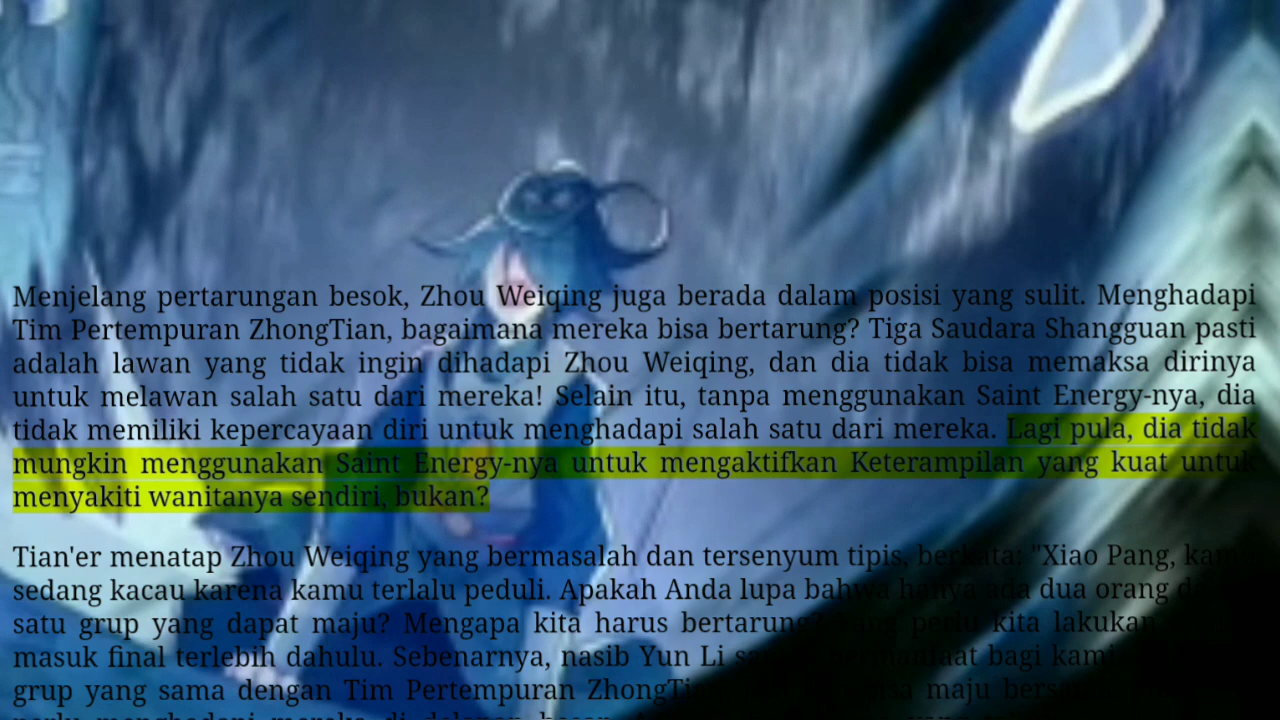 Menjelang pertarungan besok, Zhou Weiqing juga berada dalam posisi yang sulit. Menghadapi
Tim Pertempuran ZhongTian, bagaimana mereka bisa bertarung? Tiga Saudara Shangguan pasti
adalah lawan yang tidak ingin dihadapi Zhou Weiqing, dan dia tidak bisa memaksa dirinya
untuk melawan salah satu dari mereka! Selain itu, tanpa menggunakan Saint Energy-nya, dia
tidak memiliki kepercayaan diri untuk menghadapi salah satu dari mereka. Lagi pula, dia tidak
mungkin menggunakan Saint Energy-nya untuk mengaktifkan Keterampilan yang kuat untuk
menyakiti wanitanya sendiri, bukan?
Tian'er menatap Zhou Weiqing yang bermasalah dan tersenyum tipis, berkata: "Xiao Pang, kamu
sedang kacau karena kamu terlalu peduli. Apakah Anda lupa bahwa hanya ada dua orang
satu grup yang dapat maju? Mengapa kita harus bertarung? Yang perlu kita lakukan
masuk final terlebih dahulu. Sebenarnya, nasib Yun Li bagi kami
grup yang sama dengan Tim Pertempuran maju